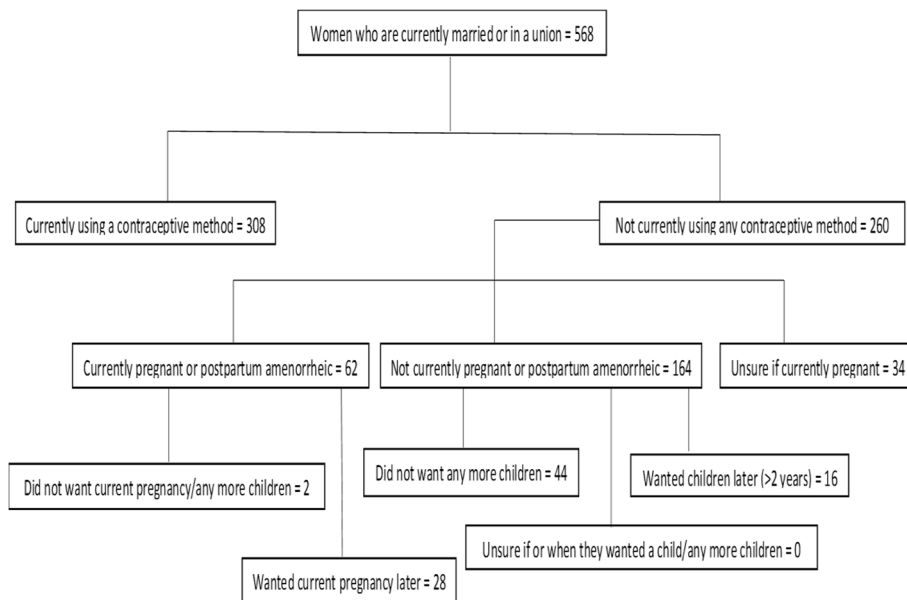 Women who are currently married or in a union = 568
Currently using a contraceptive method = 308
Not currently using any contraceptive method = 260
Currently pregnant or postpartum amenorrheic = 62
Not currently pregnant or postpartum amenorrheic = 164
Unsure if currently pregnant = 34
Did not want current pregnancy/any more children = 2
Did not want any more children = 44
Wanted children later (>2 years) = 16
Unsure if or when they wanted a child/any more children = 0
Wanted current pregnancy later = 28